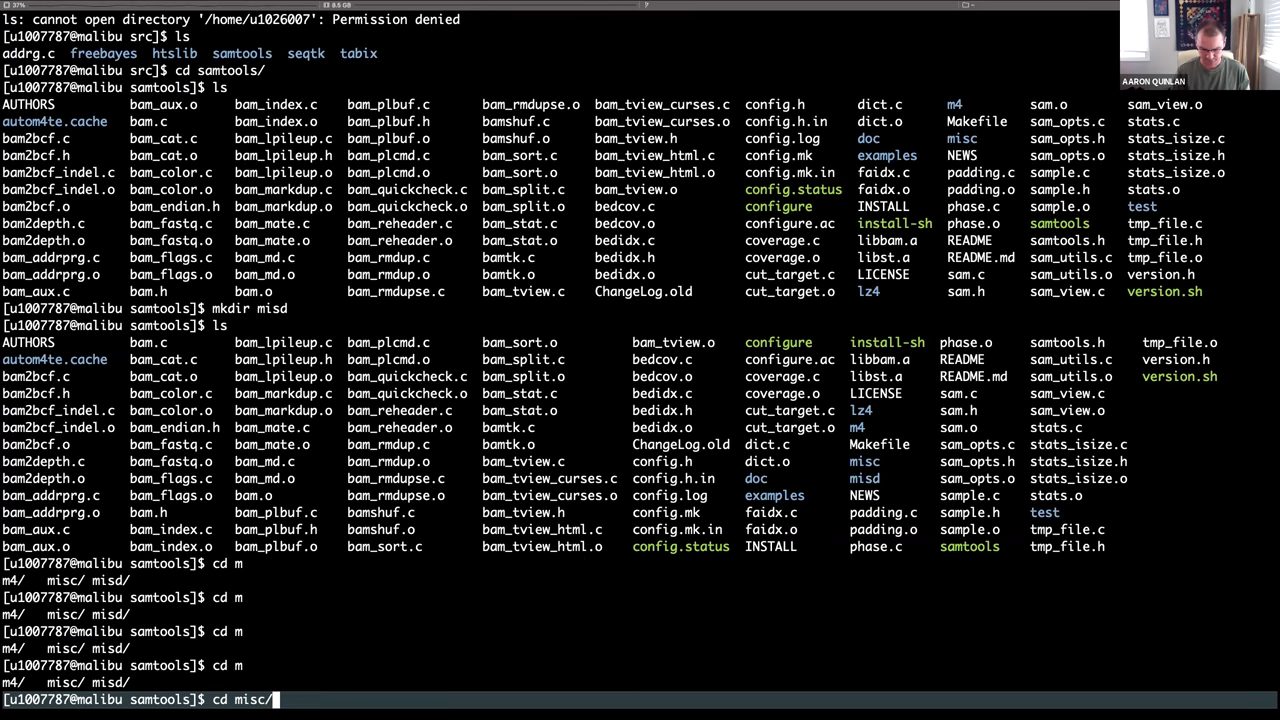 37% 8.6 GB
ls: cannot open directory '/home/u1026007': Permission denied
[u1007787@malibu src]$ ls
addrg.c freebayes htslib samtools seqtk tabix
[u1007787@malibu src]$ cd samtools/
[u1007787@malibu samtools]$ ls
AUTHORS bam_aux.o bam_index.c bam_plbuf.c bam_rmdupse.o bam_tview_curses.c config.h dict.c m4 sam.o sam_view.o
autom4te.cache bam.c bam_index.o bam_plbuf.h bamshuf.c bam_tview_curses.o config.h.in dict.o Makefile sam_opts.c stats.c
bam2bcf.c bam_cat.c bam_lpileup.c bam_plbuf.o bamshuf.o bam_tview.h config.log doc misc sam_opts.h stats_isize.c
bam2bcf.h bam_cat.o bam_lpileup.h bam_plcmd.c bam_sort.c bam_tview_html.c config.mk examples NEWS sam_opts.o stats_isize.h
bam2bcf_indel.c bam_color.c bam_lpileup.o bam_plcmd.o bam_sort.o bam_tview_html.o config.mk.in faidx.c padding.c sample.c stats_isize.o
bam2bcf_indel.o bam_color.o bam_markdup.c bam_quickcheck.c bam_split.c bam_tview.o config.status faidx.o padding.o sample.h stats.o
bam2bcf.o bam_endian.h bam_markdup.o bam_quickcheck.o bam_split.o bedcov.c configure INSTALL phase.c sample.o test
bam2depth.c bam_fastq.c bam_mate.c bam_reheader.c bam_stat.c bedcov.o configure.ac install-sh phase.o samtools tmp_file.c
bam2depth.o bam_fastq.o bam_mate.o bam_reheader.o bam_stat.o bedidx.c coverage.c libbam.a README samtools.h tmp_file.h
bam_addrprg.c bam_flags.c bam_md.c bam_rmdup.c bamtk.c bedidx.h coverage.o libst.a README.md sam_utils.c tmp_file.o
bam_addrprg.o bam_flags.o bam_md.o bam_rmdup.o bamtk.o bedidx.o cut_target.c LICENSE sam.c sam_utils.o version.h
bam_aux.c bam.h bam.o bam_rmdupse.c bam_tview.c ChangeLog.old cut_target.o lz4 sam.h sam_view.c version.sh
[u1007787@malibu samtools]$ mkdir misd
[u1007787@malibu samtools]$ ls
AUTHORS bam.c bam_lpileup.c bam_plcmd.c bam_sort.o bam_tview.o configure install-sh phase.o samtools.h tmp_file.o
autom4te.cache bam_cat.c bam_lpileup.h bam_plcmd.o bam_split.c bedcov.c configure.ac libbam.a README sam_utils.c version.h
bam2bcf.c bam_cat.o bam_lpileup.o bam_quickcheck.c bam_split.o bedcov.o coverage.c libst.a README.md sam_utils.o version.sh
bam2bcf.h bam_color.c bam_markdup.c bam_quickcheck.o bam_stat.c bedidx.c coverage.o LICENSE sam.c sam_view.c
bam2bcf_indel.c bam_color.o bam_markdup.o bam_reheader.c bam_stat.o bedidx.h cut_target.c lz4 sam.h sam_view.o
bam2bcf_indel.o bam_endian.h bam_mate.c bam_reheader.o bamtk.c bedidx.o cut_target.o m4 sam.o stats.c
bam2bcf.o bam_fastq.c bam_mate.o bam_rmdup.c bamtk.o ChangeLog.old dict.c Makefile sam_opts.c stats_isize.c
bam2depth.c bam_fastq.o bam_md.c bam_rmdup.o bam_tview.c config.h dict.o misc sam_opts.h stats_isize.h
bam2depth.o bam_flags.c bam_md.o bam_rmdupse.c bam_tview_curses.c config.h.in doc misd sam_opts.o stats_isize.o
bam_addrprg.c bam_flags.o bam.o bam_rmdupse.o bam_tview_curses.o config.log examples NEWS sample.c stats.o
bam_addrprg.o bam.h bam_plbuf.c bamshuf.c bam_tview.h config.mk faidx.c padding.c sample.h test
bam_aux.c bam_index.c bam_plbuf.h bamshuf.o bam_tview_html.c config.mk.in faidx.o padding.o sample.o tmp_file.c
bam_aux.o bam_index.o bam_plbuf.o bam_sort.c bam_tview_html.o config.status INSTALL phase.c samtools tmp_file.h
[u1007787@malibu samtools]$ cd m
m4/ misc/ misd/
[u1007787@malibu samtools]$ cd m
m4/ misc/ misd/
[u1007787@malibu samtools]$ cd m
m4/ misc/ misd/
[u1007787@malibu samtools]$ cd m
m4/ misc/ misd/
[u1007787@malibu samtools]$ cd misc/
AARON QUINLAN